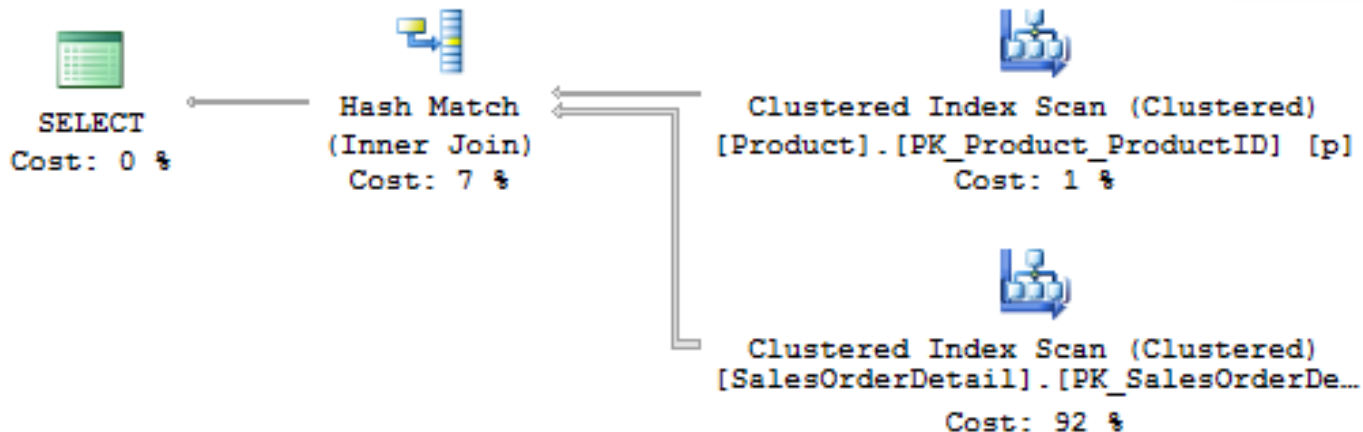 SELECT
Cost: 0 %
Hash Match
(Inner Join)
Cost: 7 %
Clustered Index Scan (Clustered)
[Product].[PK_Product_ProductID] [p]
Cost: 1 %
Clustered Index Scan (Clustered)
[SalesOrderDetail].[PK_SalesOrderDe…
Cost: 92 %